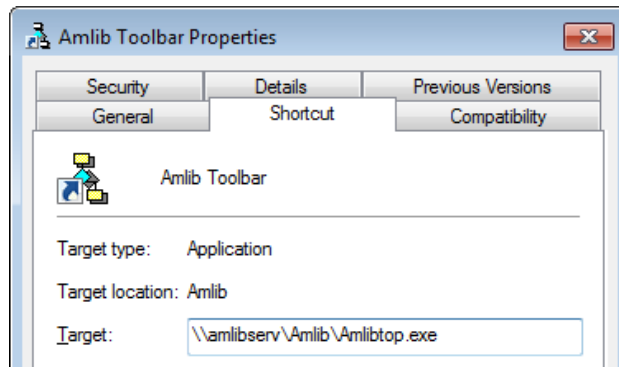 Amlib Toolbar Properties
Security Details Previous Versions
General Shortcut Compatibility
Amlib Toolbar
Target type: Application
Target location: Amlib
Target: \\amlibserv\Amlib\Amlibtop.exe